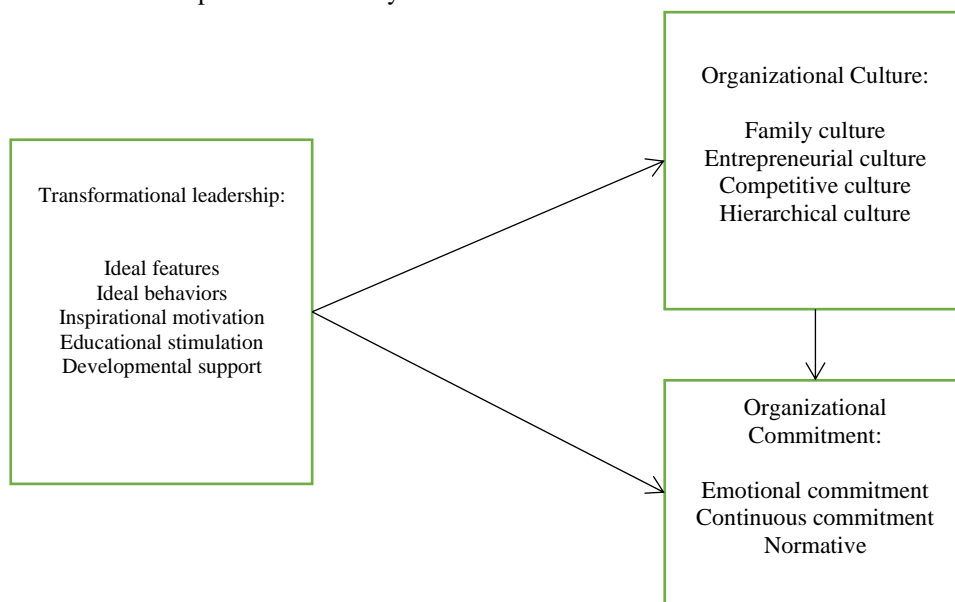 Transformational leadership:
Ideal features
Ideal behaviors
Inspirational motivation
Educational stimulation
Developmental support
Organizational Culture:
Family culture
Entrepreneurial culture
Competitive culture
Hierarchical culture
Organizational
Commitment:
Emotional commitment
Continuous commitment
Normative